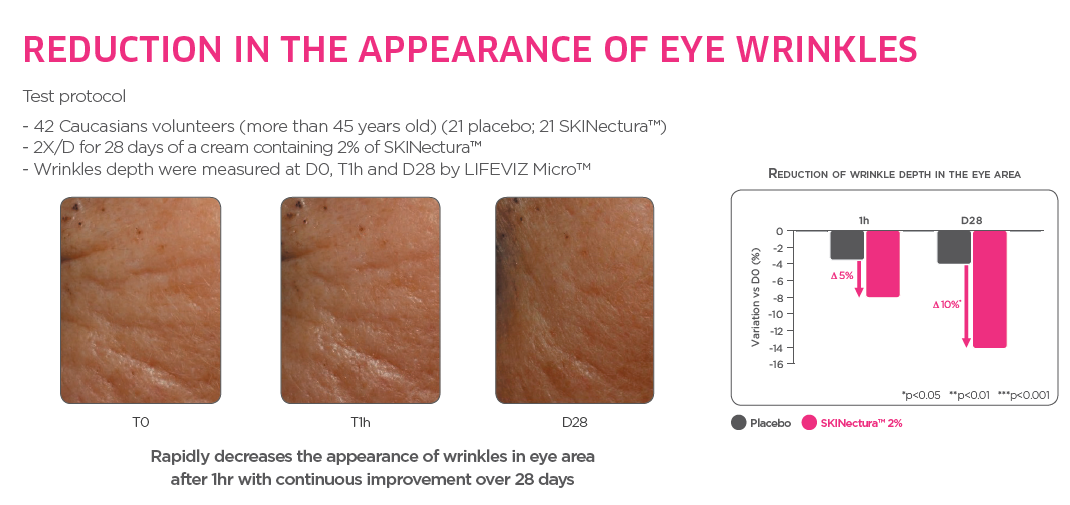 REDUCTION IN THE APPEARANCE OF EYE WRINKLES
Test protocol
- 42 Caucasians volunteers (more than 45 years old) (21 placebo; 21 SKINectura™)
- 2X/D for 28 days of a cream containing 2% of SKINectura™
- Wrinkles depth were measured at D0, T1h and D28 by LIFEVIZ Micro™
T0
T1h
D28
Rapidly decreases the appearance of wrinkles in eye area
after 1hr with continuous improvement over 28 days
REDUCTION OF WRINKLE DEPTH IN THE EYE AREA
1h
D28
Variation vs D0 (%)
0
-2
-4
-6
-8
-10
-12
-14
-16
Δ 5%
Δ 10%*
*p<0.05 **p<0.01 ***p<0.001
Placebo
SKINectura™ 2%